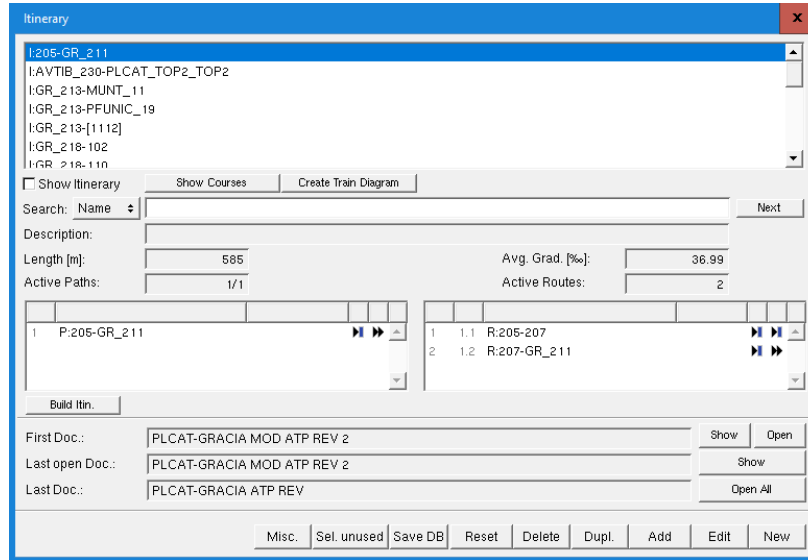 Itinerary
x
I:205-GR_211
I:AVTIB_230-PLCAT_TOP2_TOP2
I:GR_213-MUNT_11
I:GR_213-PFUNIC_19
I:GR_213-[1112]
I:GR_218-102
I:GR_218-110
Show Itinerary Show Courses Create Train Diagram
Search: Name Next
Description:
Length [m]: 585 Avg. Grad. [‰]: 36.99
Active Paths: 1/1 Active Routes: 2
1 P:205-GR_211
1 1.1 R:205-207
2 1.2 R:207-GR_211
Build Itin.
First Doc.: PLCAT-GRACIA MOD ATP REV 2 Show Open
Last open Doc.: PLCAT-GRACIA MOD ATP REV 2 Show
Last Doc.: PLCAT-GRACIA ATP REV Open All
Misc. Sel. unused Save DB Reset Delete Dupl. Add Edit New